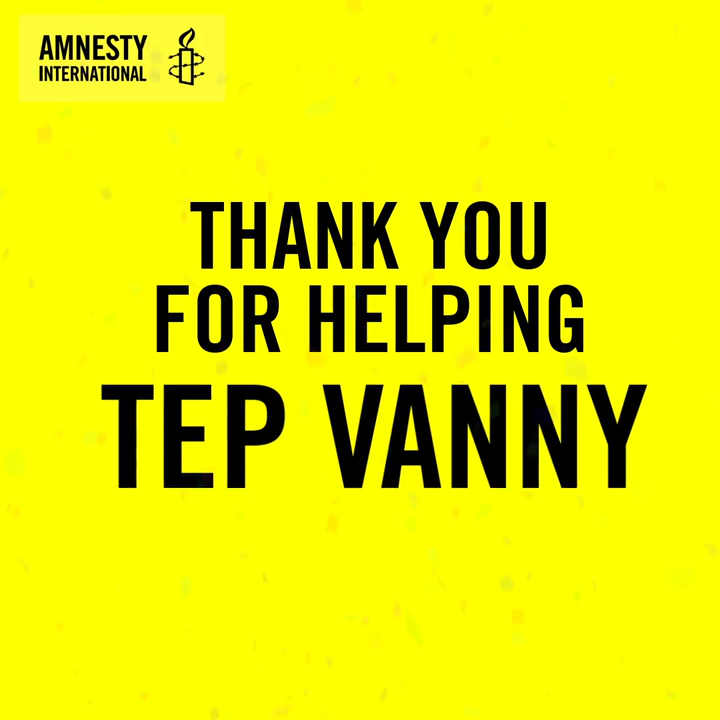 AMNESTY
INTERNATIONAL
THANK YOU
FOR HELPING
TEP VANNY